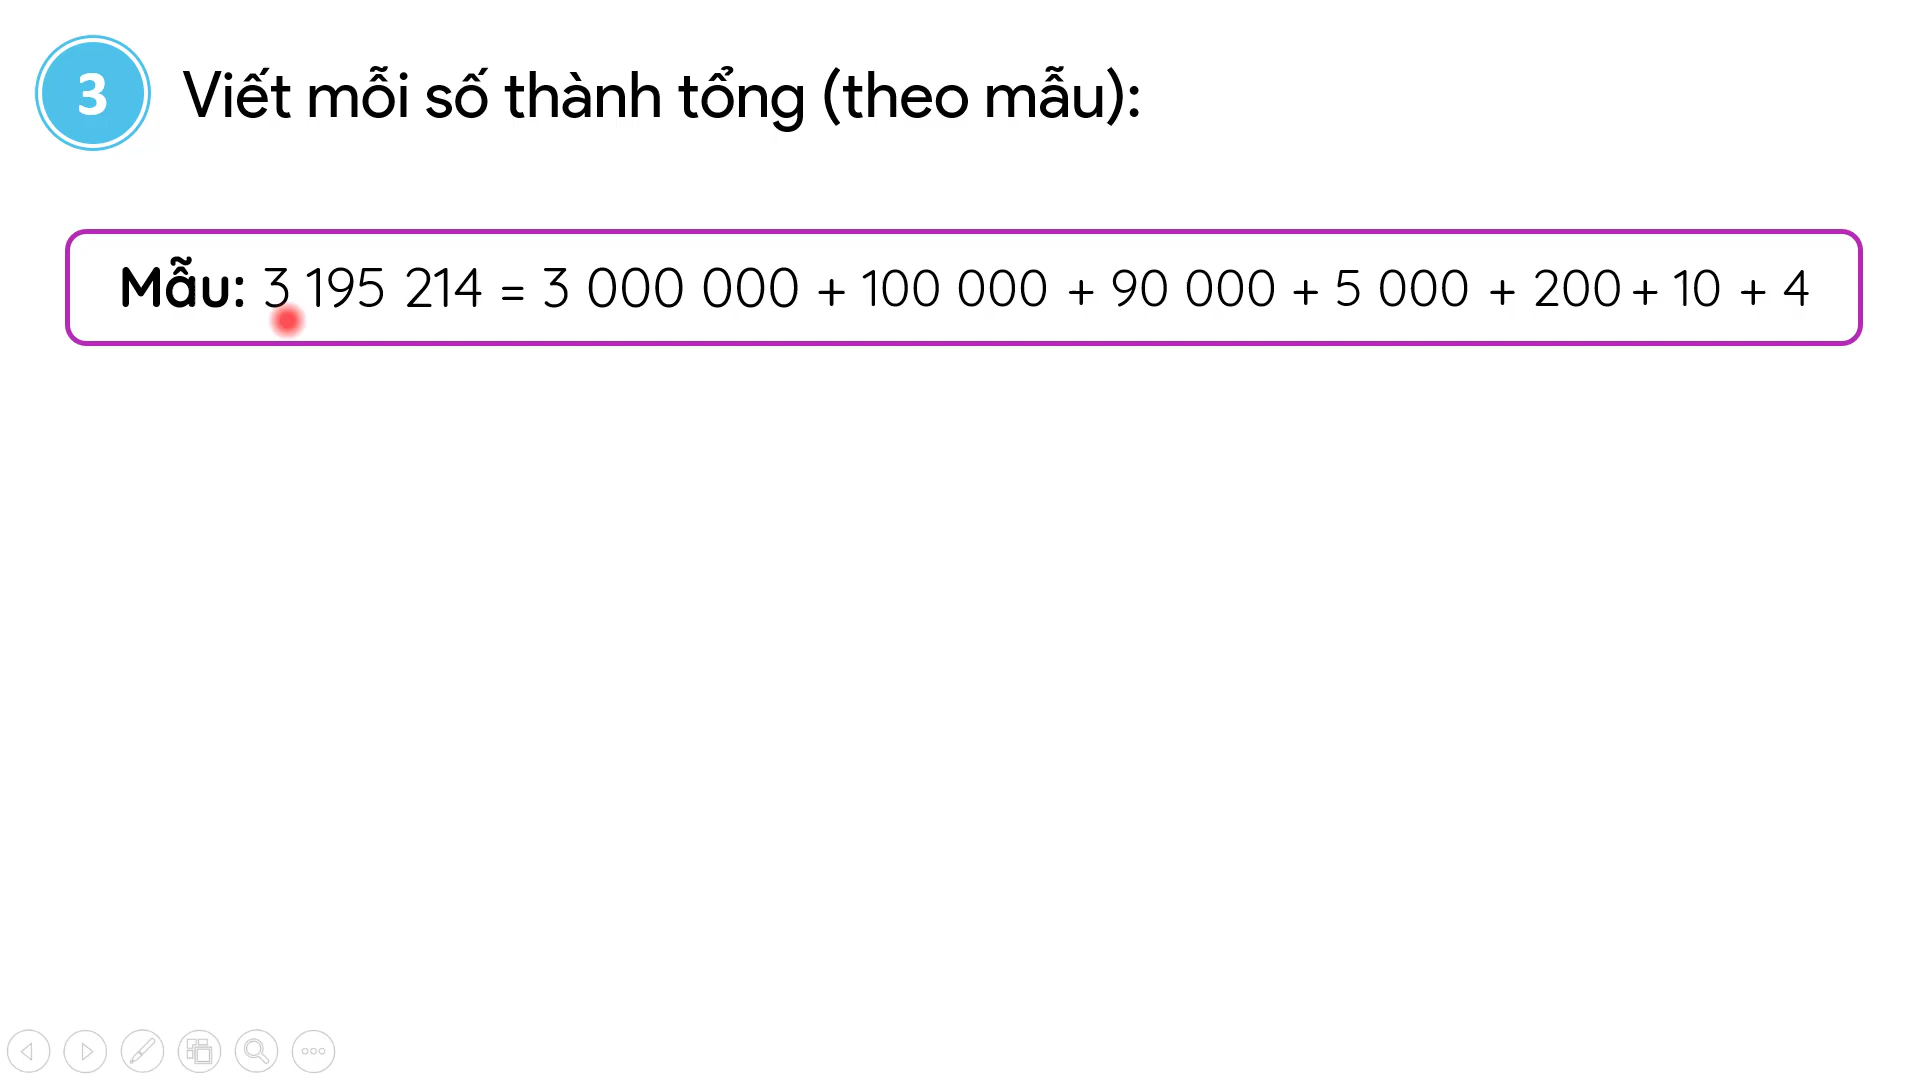 3
Viết mỗi số thành tổng (theo mẫu):
Mẫu: 3 195 214 = 3 000 000 + 100 000 + 90 000 + 5 000 + 200 + 10 + 4